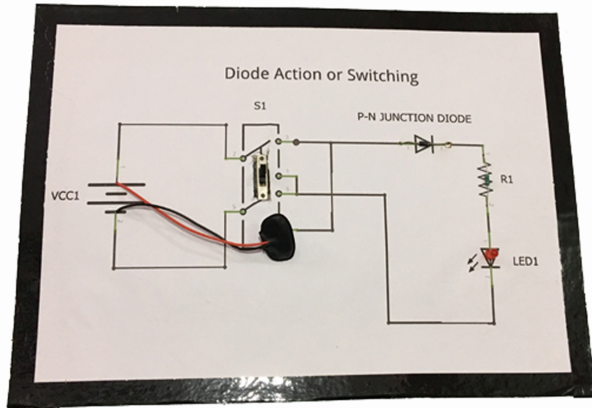 Diode Action or Switching
S1
P-N JUNCTION DIODE
VCC1
R1
LED1